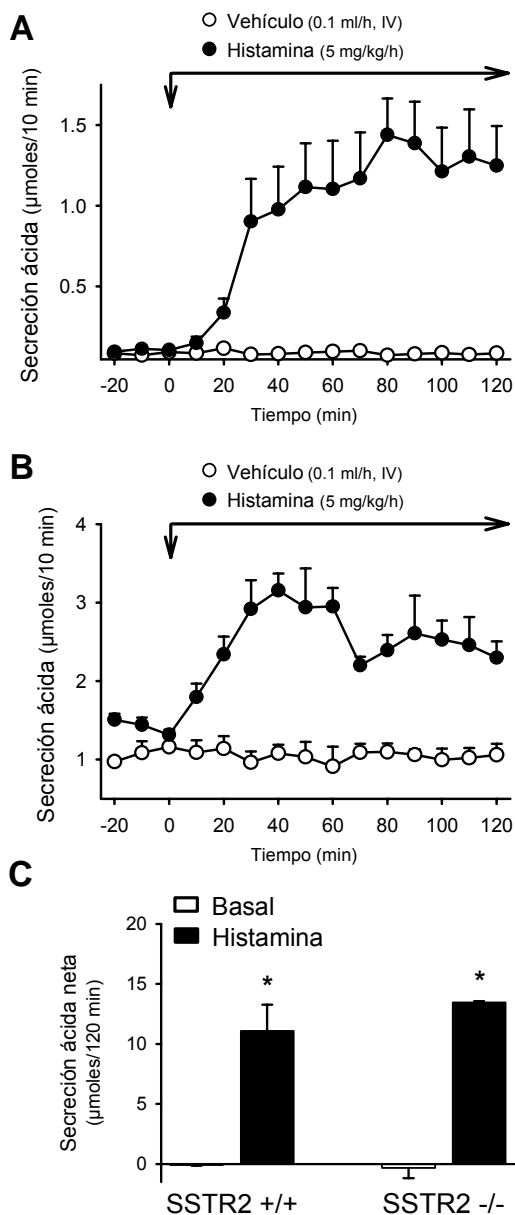 A
Vehículo (0.1 ml/h, IV)
Histamina (5 mg/kg/h)
Secreción ácida (µmoles/10 min)
1.5
1.0
0.5
-20 0 20 40 60 80 100 120
Tiempo (min)
B
Vehículo (0.1 ml/h, IV)
Histamina (5 mg/kg/h)
Secreción ácida (µmoles/10 min)
4
3
2
1
-20 0 20 40 60 80 100 120
Tiempo (min)
C
Basal
Histamina
Secreción ácida neta
(µmoles/120 min)
20
15
10
5
0
* *
SSTR2 +/+ SSTR2 -/-